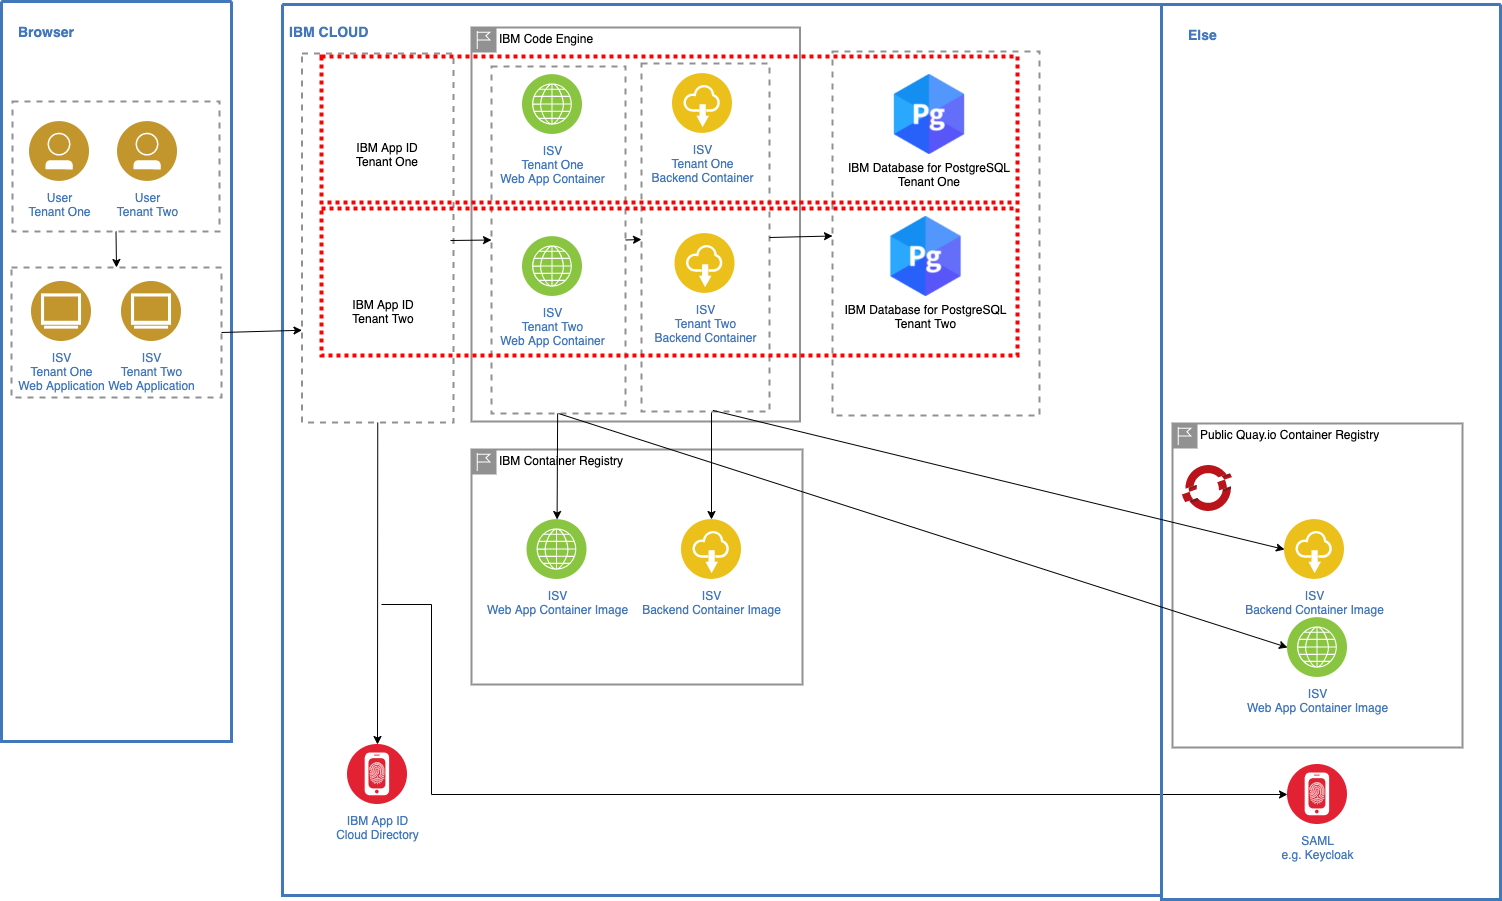 Browser
User
Tenant One
User
Tenant Two
ISV
Tenant One
Web Application
ISV
Tenant Two
Web Application
IBM CLOUD
IBM App ID
Tenant One
IBM App ID
Tenant Two
IBM Code Engine
ISV
Tenant One
Web App Container
ISV
Tenant One
Backend Container
ISV
Tenant Two
Web App Container
ISV
Tenant Two
Backend Container
Pg
IBM Database for PostgreSQL
Tenant One
Pg
IBM Database for PostgreSQL
Tenant Two
IBM Container Registry
ISV
Web App Container Image
ISV
Backend Container Image
IBM App ID
Cloud Directory
Else
Public Quay.io Container Registry
ISV
Backend Container Image
ISV
Web App Container Image
SAML
e.g. Keycloak